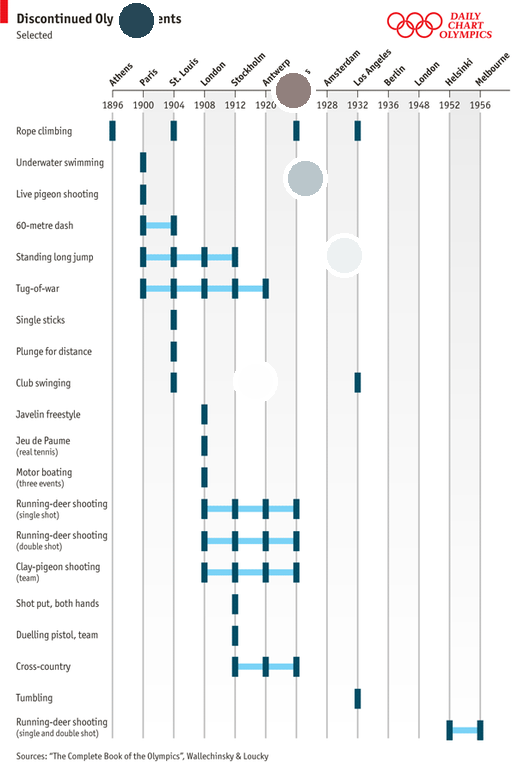 Discontinued Oly ents
Selected
DAILY
CHART
OLYMPICS
Athens
Paris
St. Louis
London
Stockholm
Antwerp
s
Amsterdam
Los Angeles
Berlin
London
Helsinki
Melbourne
1896 1900 1904 1908 1912 1920 1928 1932 1936 1948 1952 1956
Rope climbing
Underwater swimming
Live pigeon shooting
60-metre dash
Standing long jump
Tug-of-war
Single sticks
Plunge for distance
Club swinging
Javelin freestyle
Jeu de Paume
(real tennis)
Motor boating
(three events)
Running-deer shooting
(single shot)
Running-deer shooting
(double shot)
Clay-pigeon shooting
(team)
Shot put, both hands
Duelling pistol, team
Cross-country
Tumbling
Running-deer shooting
(single and double shot)
Sources: "The Complete Book of the Olympics", Wallechinsky & Loucky